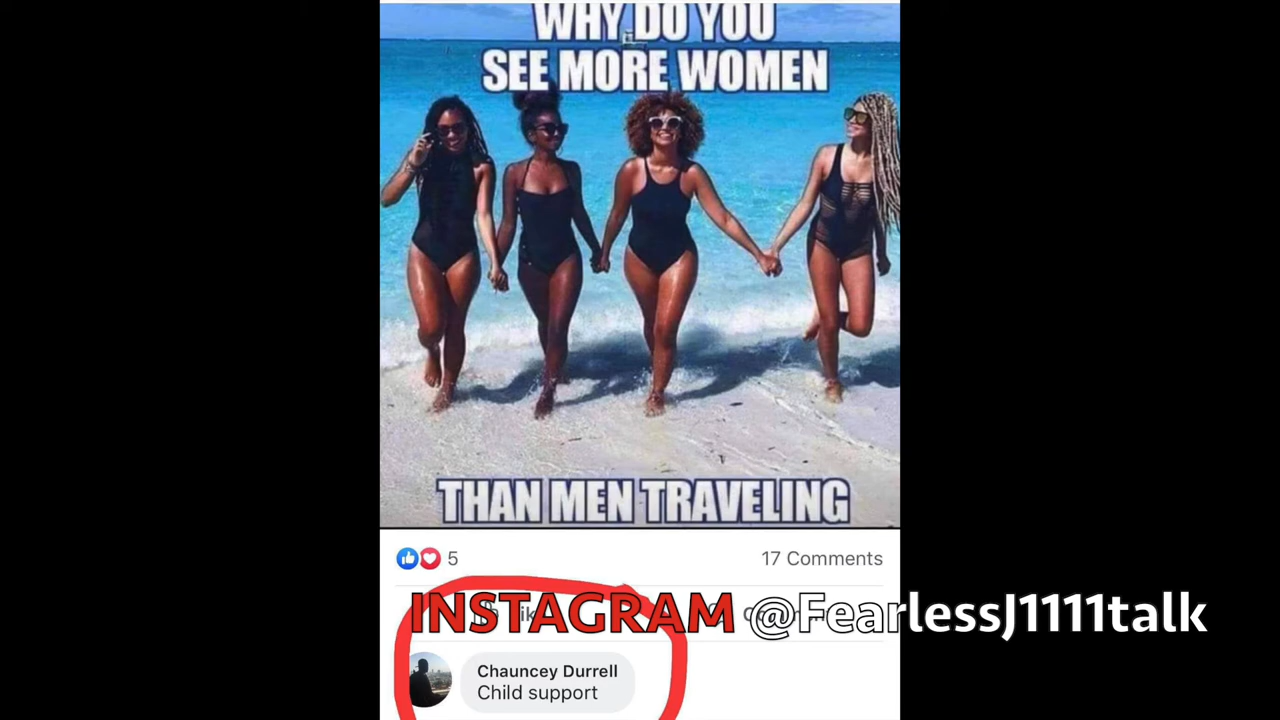 WHY DO YOU
SEE MORE WOMEN
THAN MEN TRAVELING
5
17 Comments
INSTAGRAM @FearlessJ1111talk
Chauncey Durrell
Child support